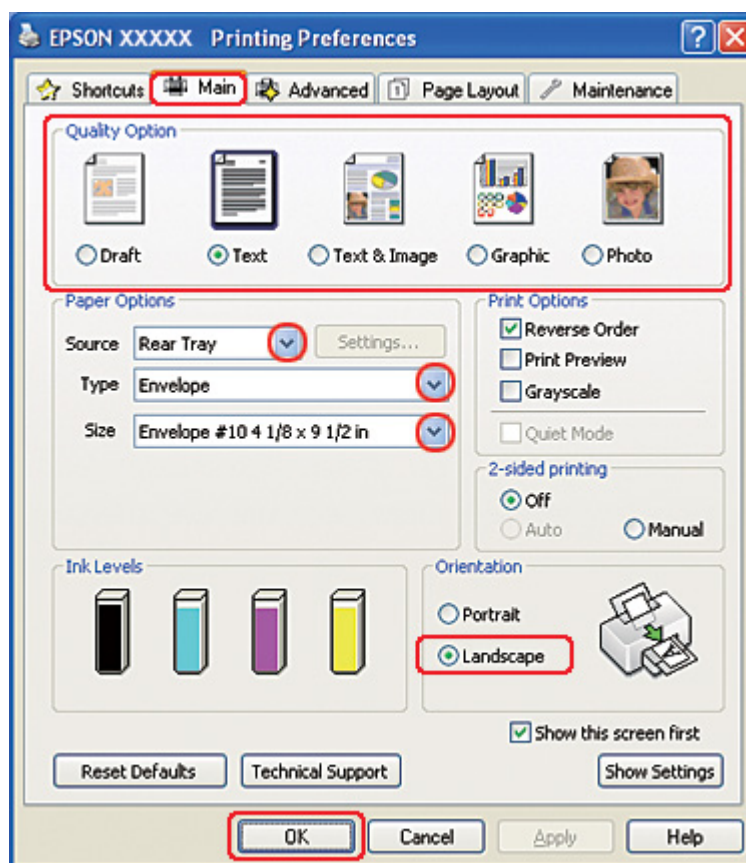 EPSON XXXXX Printing Preferences
Shortcuts Main Advanced 1 Page Layout Maintenance
Quality Option
Draft Text Text & Image Graphic Photo
Paper Options
Source Rear Tray Settings...
Type Envelope
Size Envelope #10 4 1/8 x 9 1/2 in
Print Options
Reverse Order
Print Preview
Grayscale
Quiet Mode
2-sided printing
Off
Auto Manual
Ink Levels
Orientation
Portrait
Landscape
Show this screen first
Reset Defaults Technical Support Show Settings
OK Cancel Apply Help